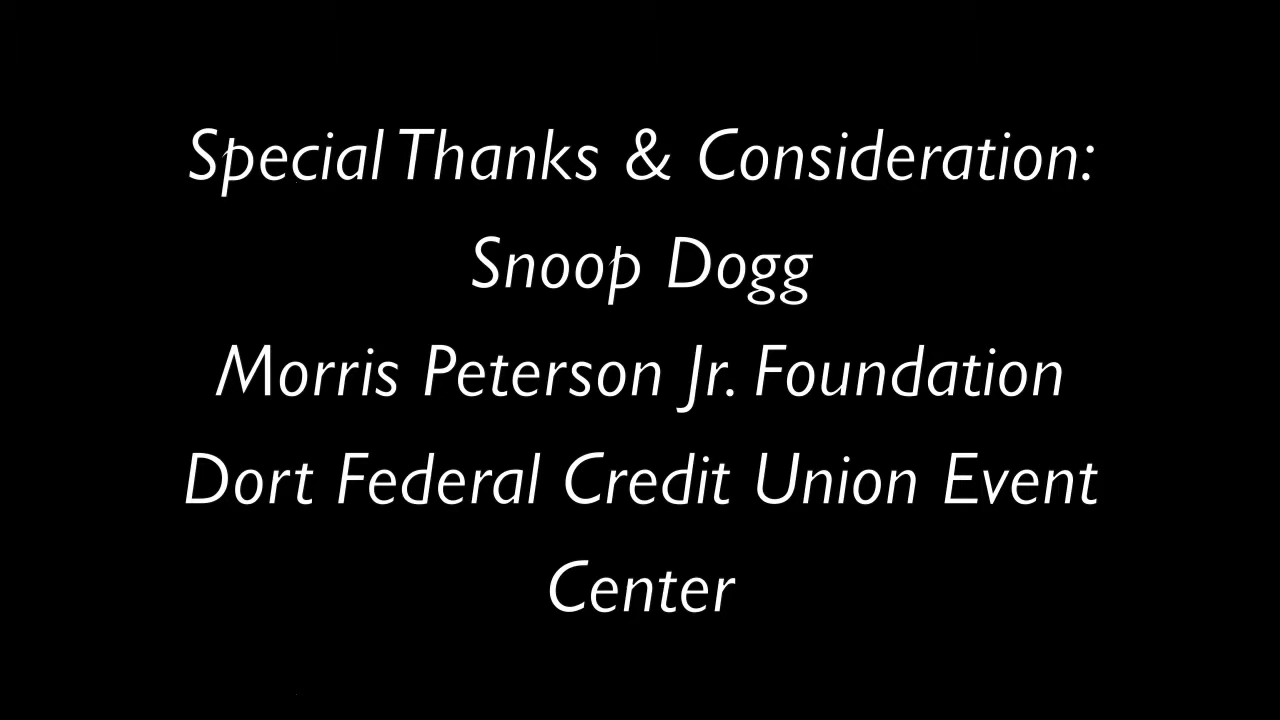 Special Thanks & Consideration:
Snoop Dogg
Morris Peterson Jr. Foundation
Dort Federal Credit Union Event
Center